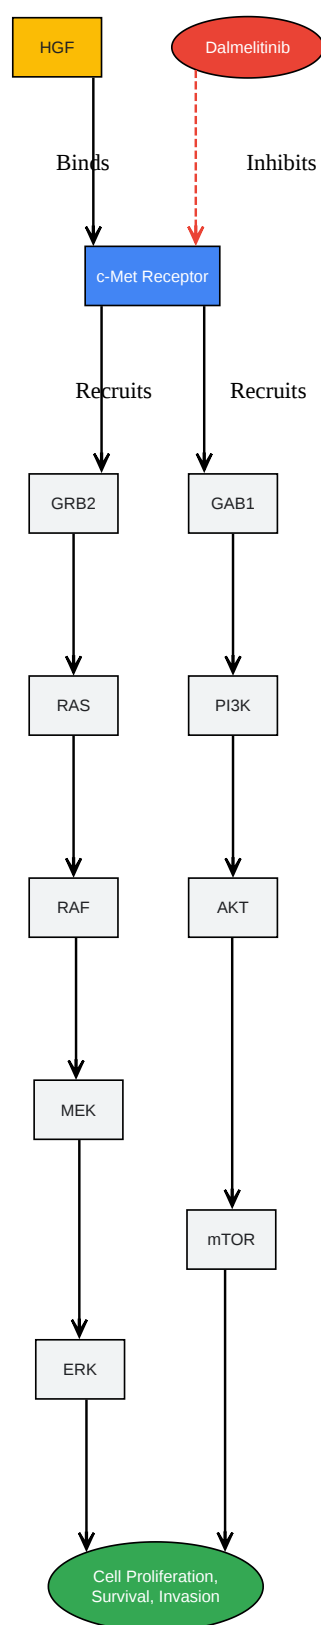 HGF
Dalmelitinib
Binds
Inhibits
c-Met Receptor
Recruits
Recruits
GRB2
GAB1
RAS
PI3K
RAF
AKT
MEK
mTOR
ERK
Cell Proliferation,
Survival, Invasion